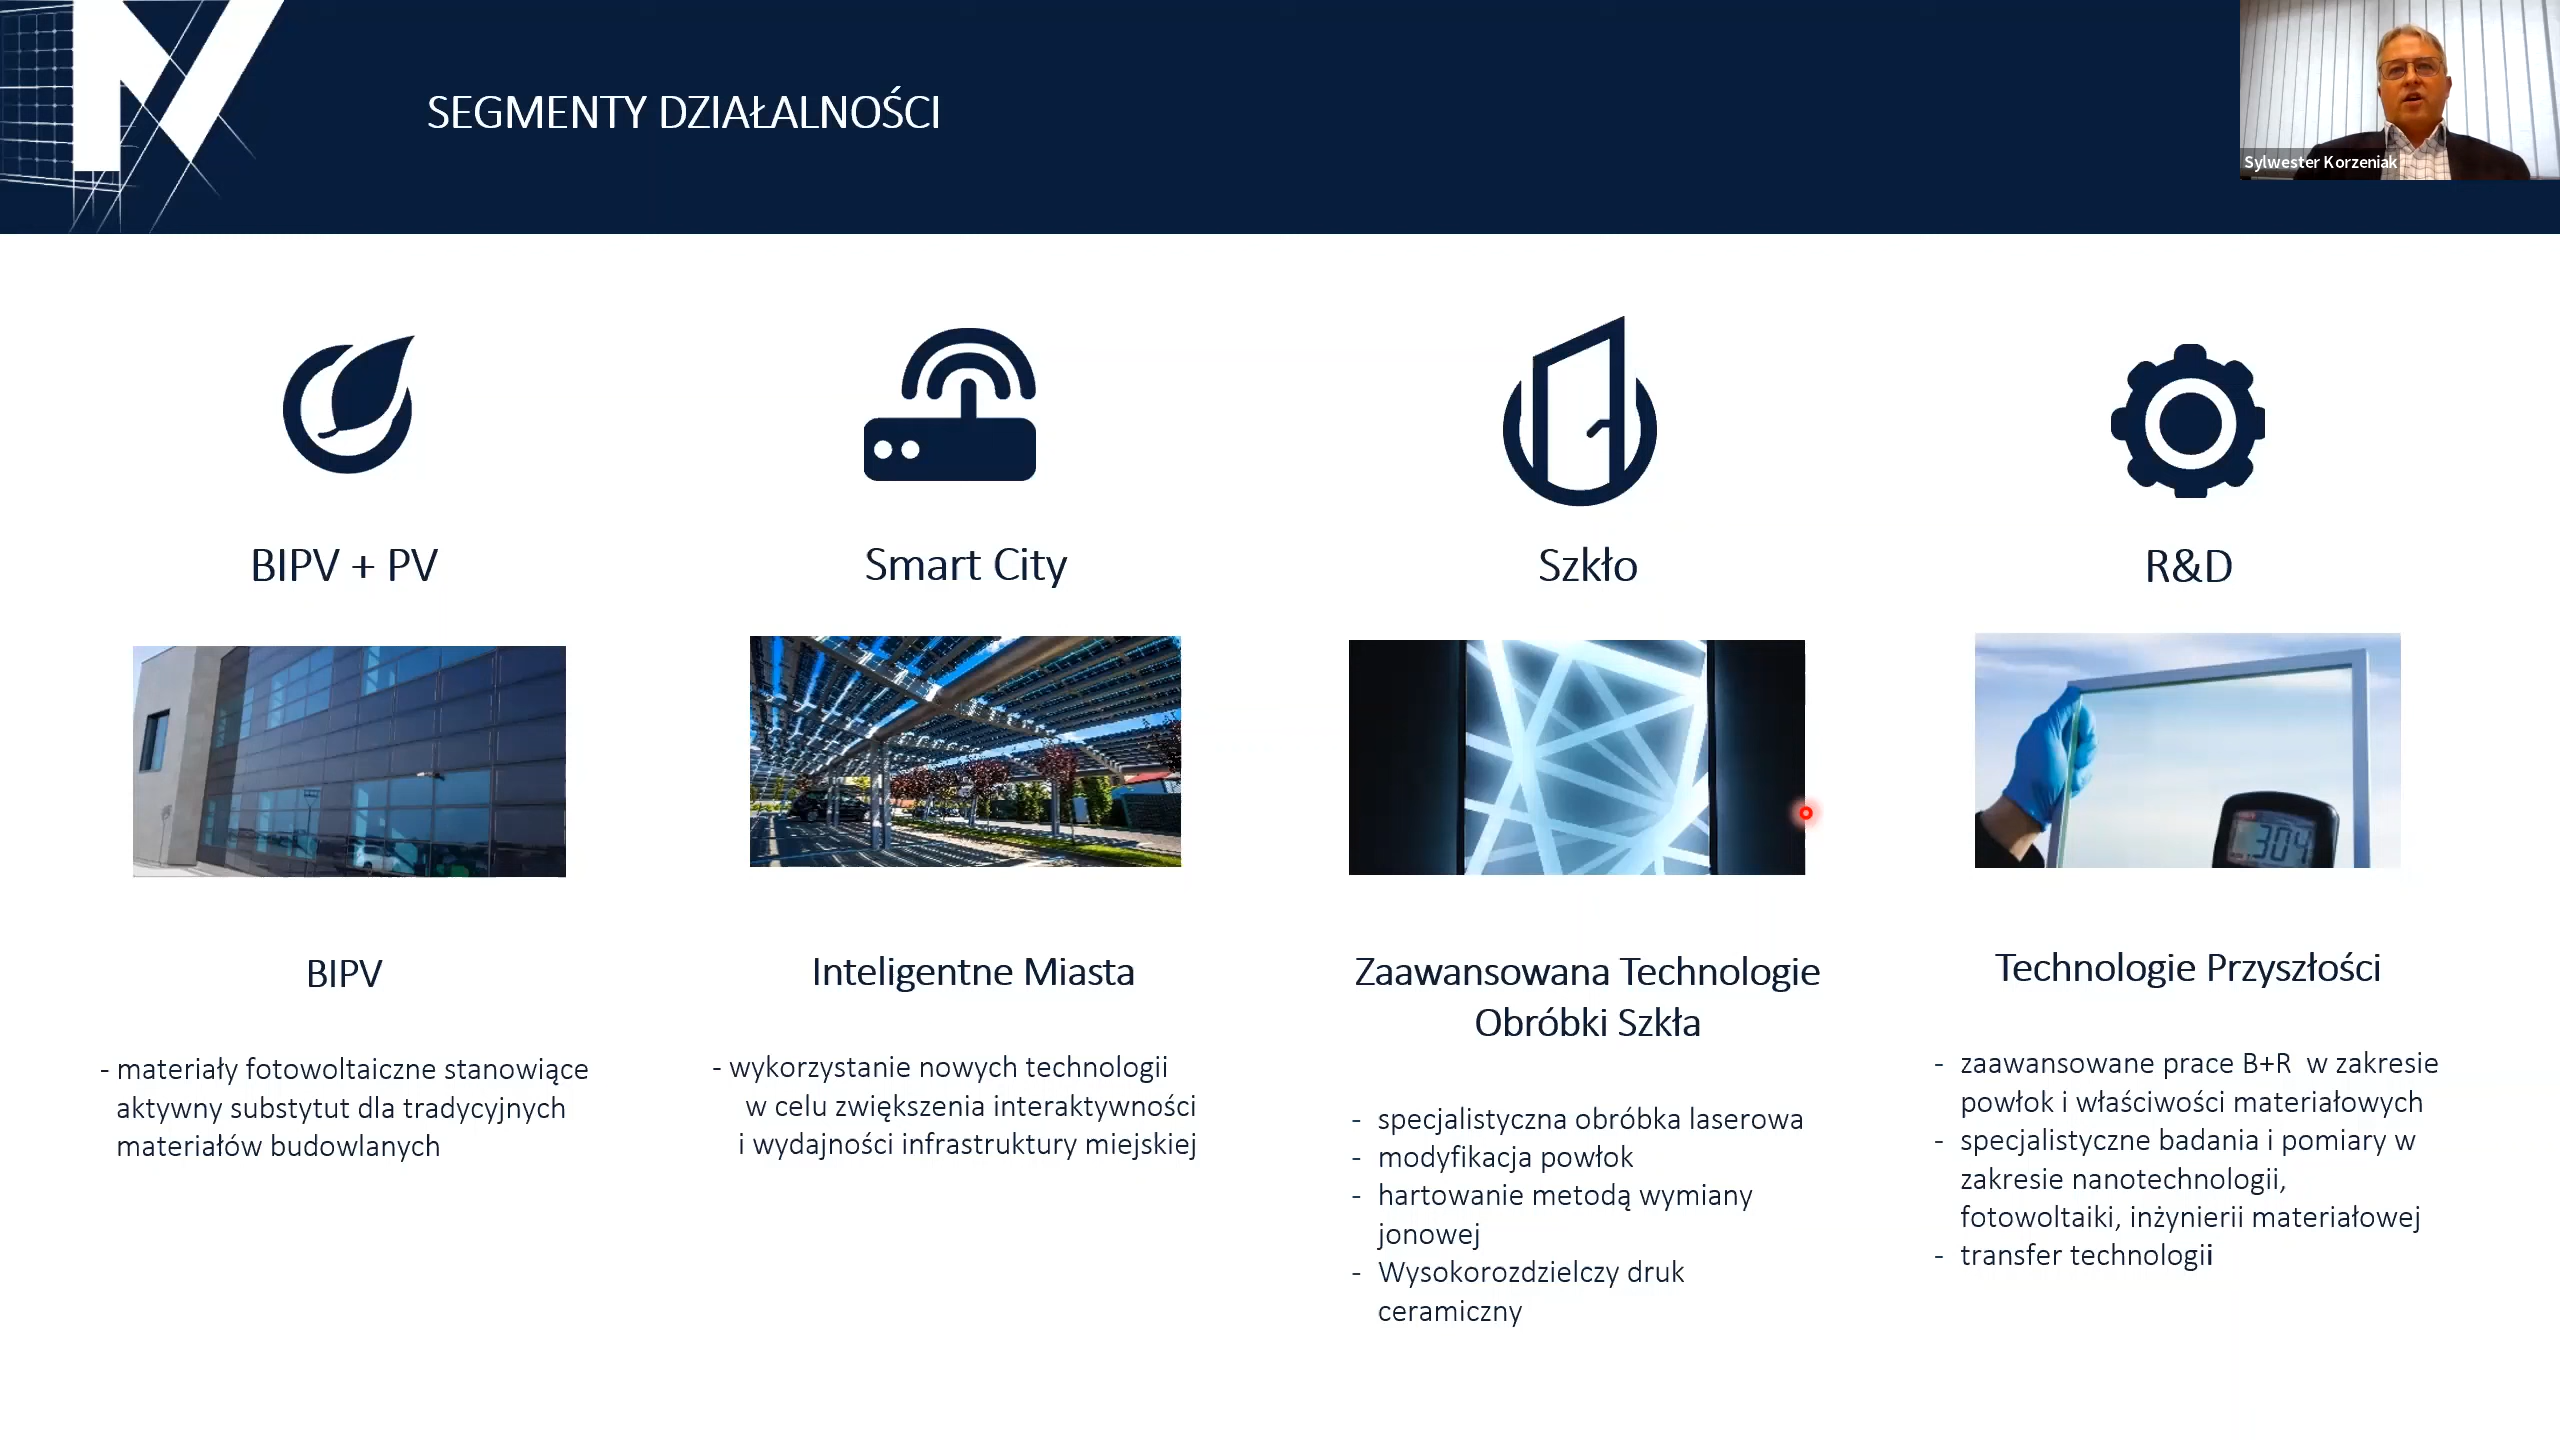 SEGMENTY DZIAŁALNOŚCI
Sylwester Korzeniak
BIPV + PV
Smart City
Szkło
R&D
304
BIPV
- materiały fotowoltaiczne stanowiące
aktywny substytut dla tradycyjnych
materiałów budowlanych
Inteligentne Miasta
- wykorzystanie nowych technologii
w celu zwiększenia interaktywności
i wydajności infrastruktury miejskiej
Zaawansowana Technologie
Obróbki Szkła
- specjalistyczna obróbka laserowa
- modyfikacja powłok
- hartowanie metodą wymiany
jonowej
- Wysokorozdzielczy druk
ceramiczny
Technologie Przyszłości
- zaawansowane prace B+R w zakresie
powłok i właściwości materiałowych
- specjalistyczne badania i pomiary w
zakresie nanotechnologii,
fotowoltaiki, inżynierii materiałowej
- transfer technologii